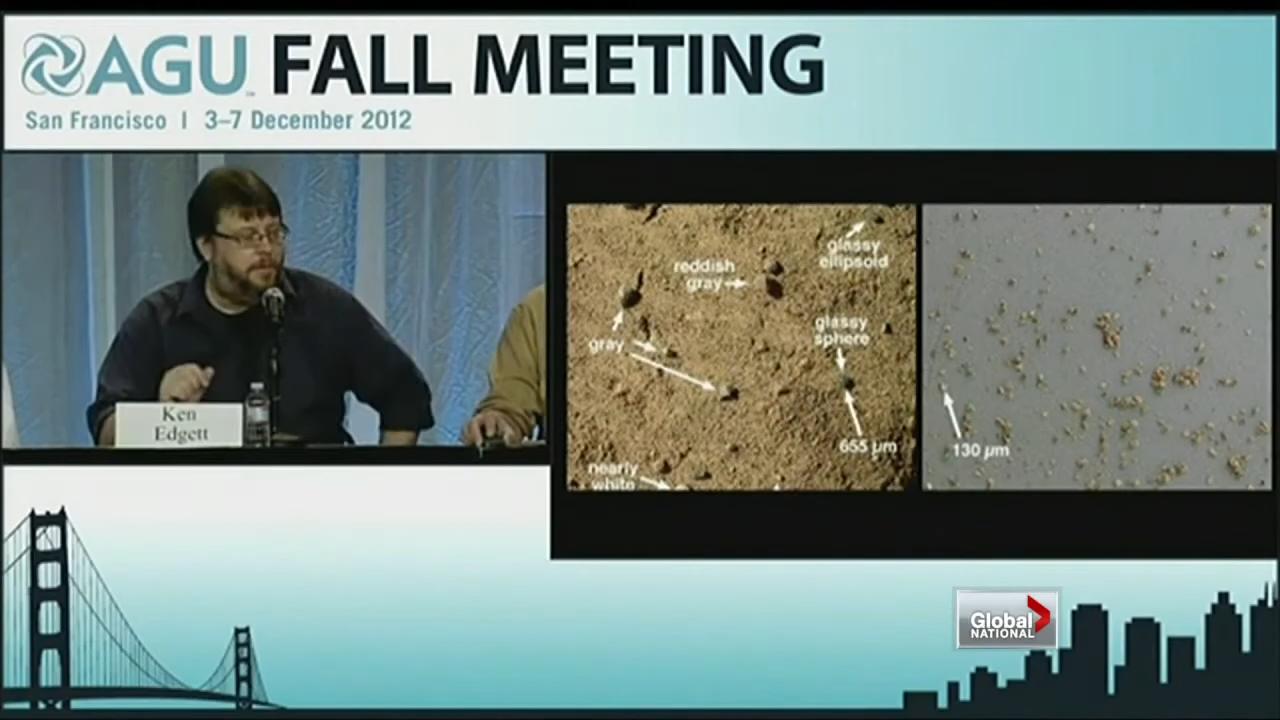 AGU FALL MEETING
San Francisco | 3–7 December 2012
Ken
Edgett
glassy
ellipsoid
reddish
gray
glassy
sphere
gray
655 µm
nearly
white
130 µm
Global
NATIONAL